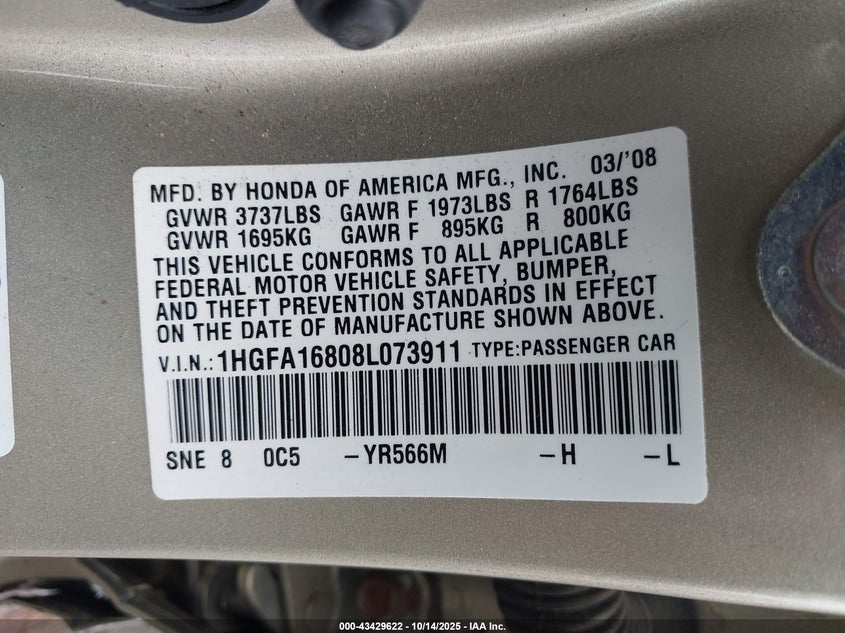 MFD. BY HONDA OF AMERICA MFG., INC. 03/'08
GVWR 3737LBS GAWR F 1973LBS R 1764LBS
GVWR 1695KG GAWR F 895KG R 800KG
THIS VEHICLE CONFORMS TO ALL APPLICABLE
FEDERAL MOTOR VEHICLE SAFETY, BUMPER,
AND THEFT PREVENTION STANDARDS IN EFFECT
ON THE DATE OF MANUFACTURE SHOWN ABOVE.
V.I.N.: 1HGFA16808L073911 TYPE:PASSENGER CAR
SNE 8 0C5 -YR566M -H -L
000-43429622 - 10/14/2025 - IAA Inc.